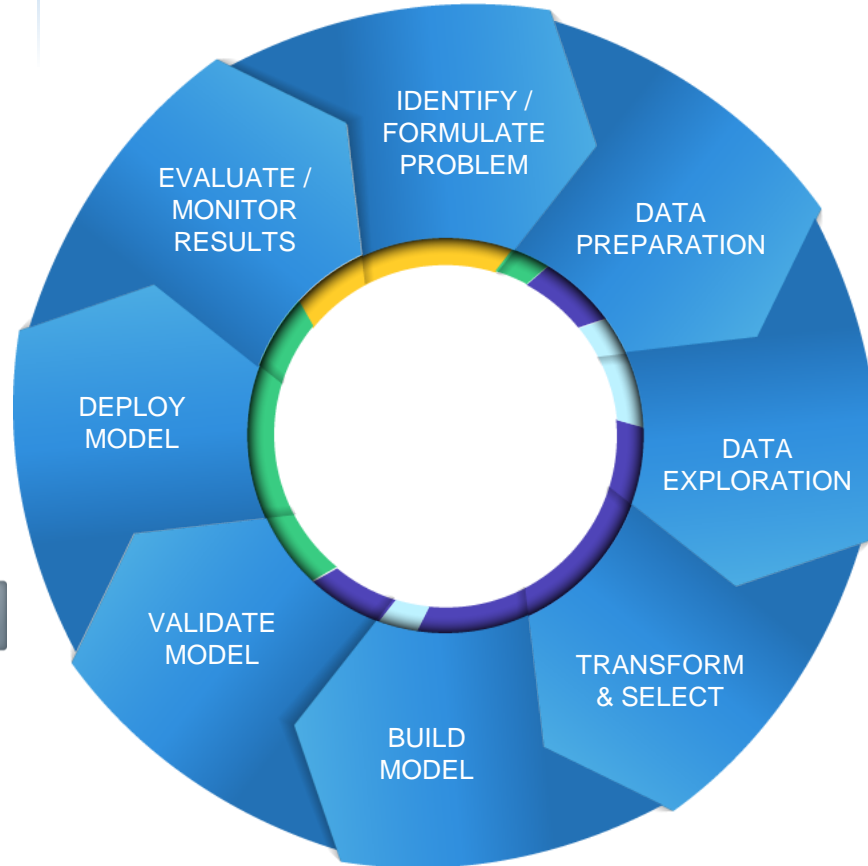 IDENTIFY /
FORMULATE
PROBLEM
DATA
PREPARATION
DATA
EXPLORATION
TRANSFORM
& SELECT
BUILD
MODEL
VALIDATE
MODEL
DEPLOY
MODEL
EVALUATE /
MONITOR
RESULTS